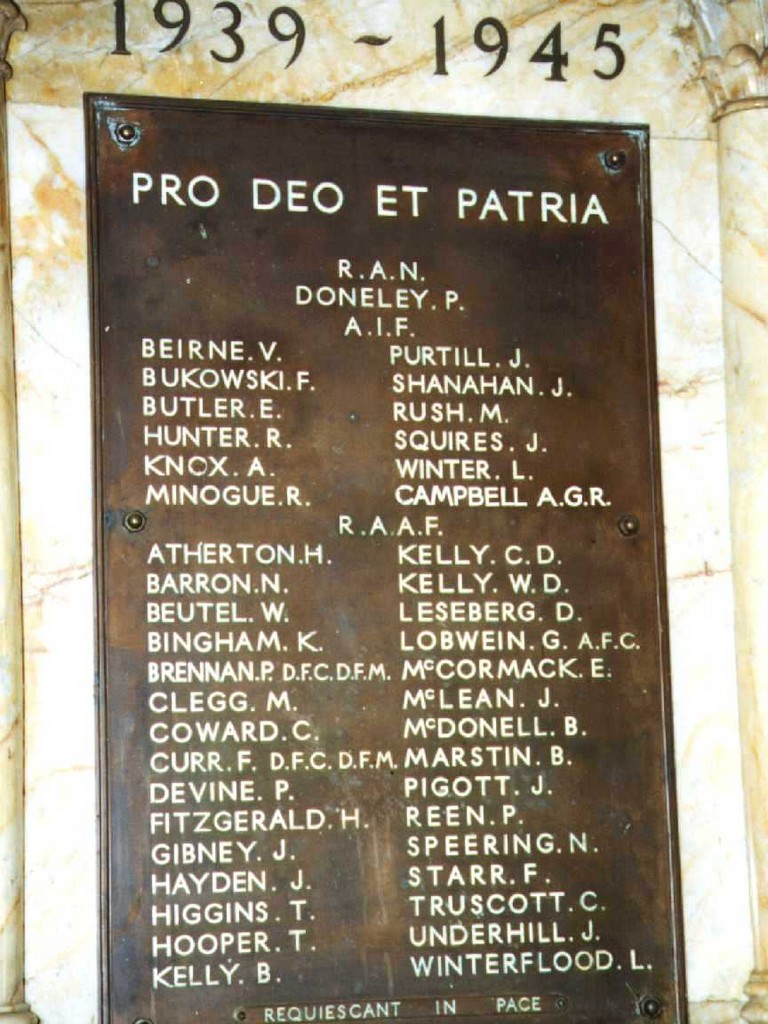 1939 - 1945
PRO DEO ET PATRIA
R.A.N.
DONELEY. P.
A.I.F.
BEIRNE. V.
BUKOWSKI. F.
BUTLER. E.
HUNTER. R.
KNOX. A.
MINOGUE. R.
PURTILL. J.
SHANAHAN. J.
RUSH. M.
SQUIRES. J.
WINTER. L.
CAMPBELL A.G.R.
R.A.A.F.
ATHERTON. H.
BARRON. N.
BEUTEL. W.
BINGHAM. K.
BRENNAN. P. D.F.C. D.F.M.
CLEGG. M.
COWARD. C.
CURR. F. D.F.C. D.F.M.
DEVINE. P.
FITZGERALD. H.
GIBNEY. J.
HAYDEN. J.
HIGGINS. T.
HOOPER. T.
KELLY. B.
KELLY. C. D.
KELLY. W. D.
LESEBERG. D.
LOBWEIN. G. A.F.C.
McCORMACK. E.
McLEAN. J.
McDONELL. B.
MARSTIN. B.
PIGOTT. J.
REEN. P.
SPEERING. N.
STARR. F.
TRUSCOTT. C.
UNDERHILL. J.
WINTERFLOOD. L.
REQUIESCANT IN PACE